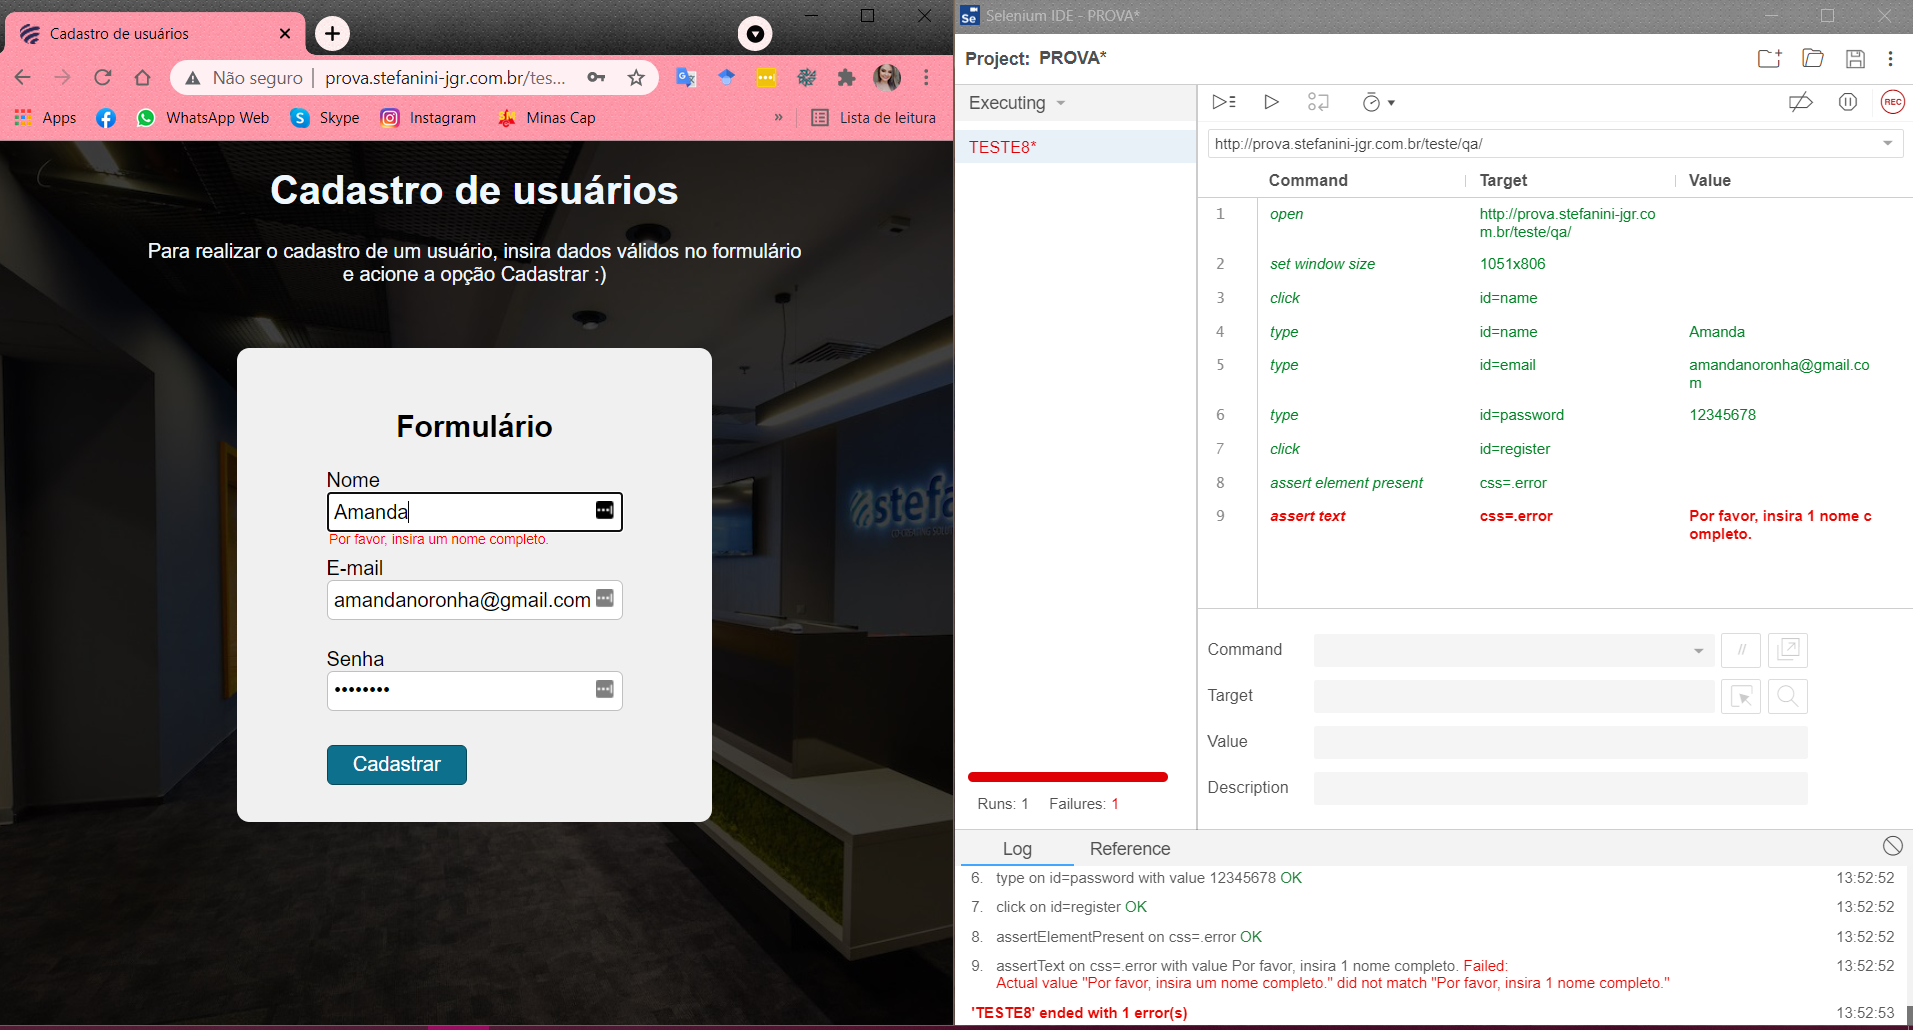 Cadastro de usuários
Não seguro | prova.stefanini-jgr.com.br/tes...
Apps
WhatsApp Web
Skype
Instagram
Minas Cap
»
Lista de leitura
Cadastro de usuários
Para realizar o cadastro de um usuário, insira dados válidos no formulário
e acione a opção Cadastrar :)
stefa
Formulário
Nome
Amanda
Por favor, insira um nome completo.
E-mail
amandanoronha@gmail.com
Senha
••••••••
Cadastrar
Se Selenium IDE - PROVA*
Project: PROVA*
Executing
TESTE8*
REC
http://prova.stefanini-jgr.com.br/teste/qa/
Command Target Value
1 open http://prova.stefanini-jgr.co
m.br/teste/qa/
2 set window size 1051x806
3 click id=name
4 type id=name Amanda
5 type id=email amandanoronha@gmail.co
m
6 type id=password 12345678
7 click id=register
8 assert element present css=.error
9 assert text css=.error Por favor, insira 1 nome c
ompleto.
Command //
Target
Value
Description
Runs: 1 Failures: 1
Log Reference
6. type on id=password with value 12345678 OK 13:52:52
7. click on id=register OK 13:52:52
8. assertElementPresent on css=.error OK 13:52:52
9. assertText on css=.error with value Por favor, insira 1 nome completo. Failed: 13:52:52
Actual value "Por favor, insira um nome completo." did not match "Por favor, insira 1 nome completo."
'TESTE8' ended with 1 error(s) 13:52:53